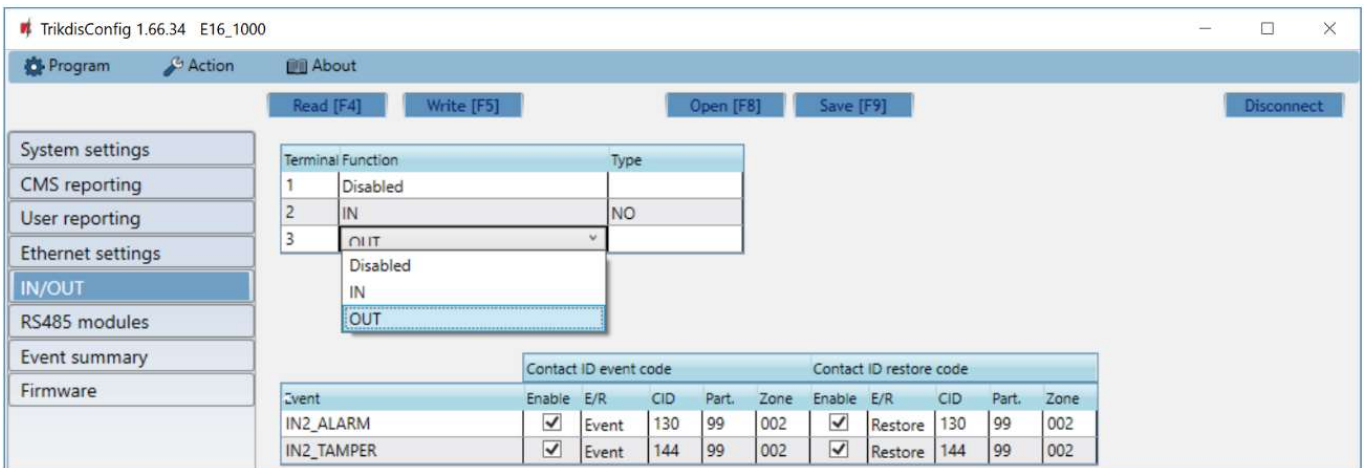 TrikdisConfig 1.66.34 E16_1000
Program Action About
Read [F4] Write [F5] Open [F8] Save [F9] Disconnect
System settings
CMS reporting
User reporting
Ethernet settings
IN/OUT
RS485 modules
Event summary
Firmware
Terminal Function Type
1 Disabled
2 IN NO
3 OUT
Disabled
IN
OUT
Contact ID event code Contact ID restore code
Event Enable E/R CID Part. Zone Enable E/R CID Part. Zone
IN2_ALARM Event 130 99 002 Restore 130 99 002
IN2_TAMPER Event 144 99 002 Restore 144 99 002